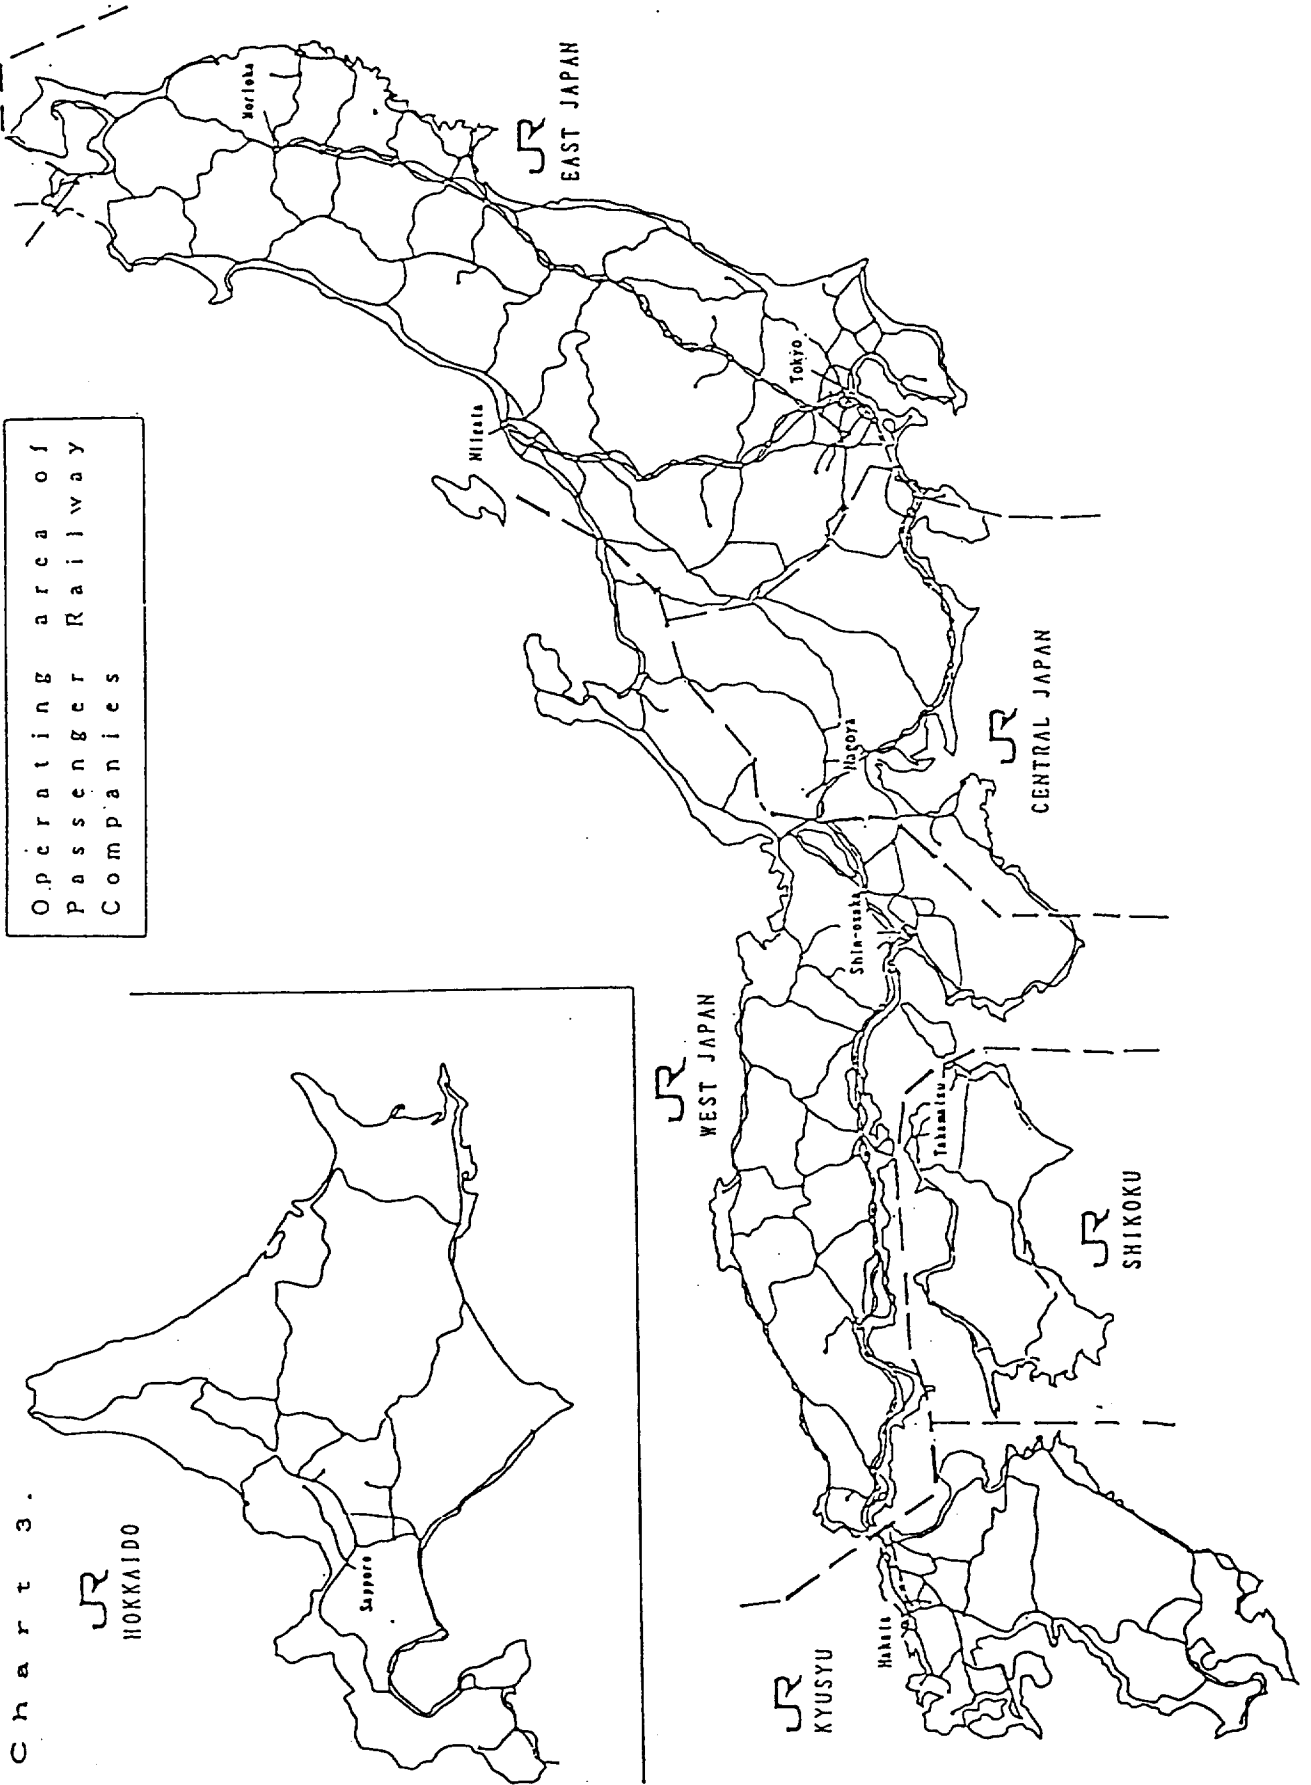 Chart 3.
Operating area of
Passenger Railway
Companies
JR
HOKKAIDO
Sapporo
JR
EAST JAPAN
Morioka
Niigata
Tokyo
JR
CENTRAL JAPAN
Nagoya
JR
WEST JAPAN
Shin-osaka
JR
SHIKOKU
Takamatsu
JR
KYUSYU
Hakata